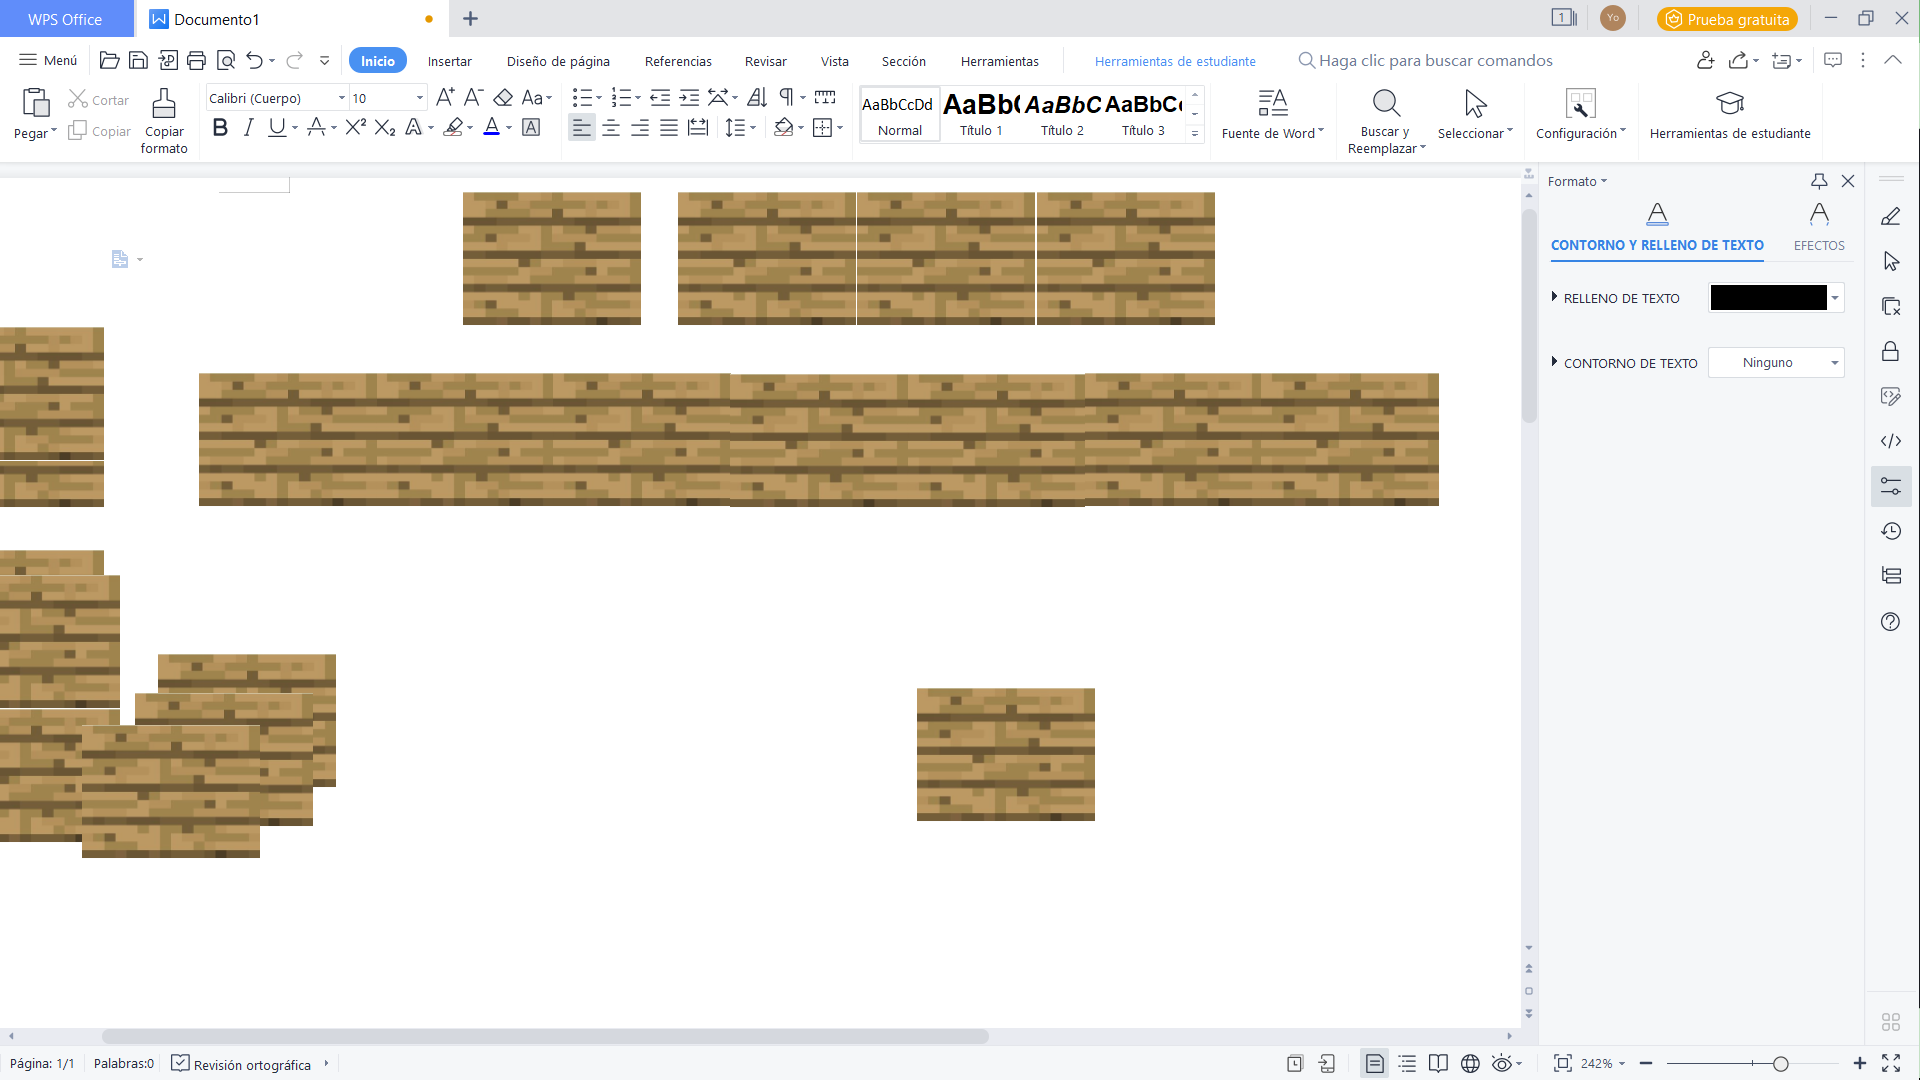 WPS Office
Documento1
1
Yo
Prueba gratuita
Menú
Inicio
Insertar
Diseño de página
Referencias
Revisar
Vista
Sección
Herramientas
Herramientas de estudiante
Haga clic para buscar comandos
Pegar
Cortar
Copiar
Copiar formato
Calibri (Cuerpo)
10
AaBbCcDd
Normal
AaBb(
Título 1
AaBbC
Título 2
AaBbCc
Título 3
Fuente de Word
Buscar y
Reemplazar
Seleccionar
Configuración
Herramientas de estudiante
Formato
CONTORNO Y RELLENO DE TEXTO
EFECTOS
RELLENO DE TEXTO
CONTORNO DE TEXTO
Ninguno
Página: 1/1
Palabras:0
Revisión ortográfica
242%